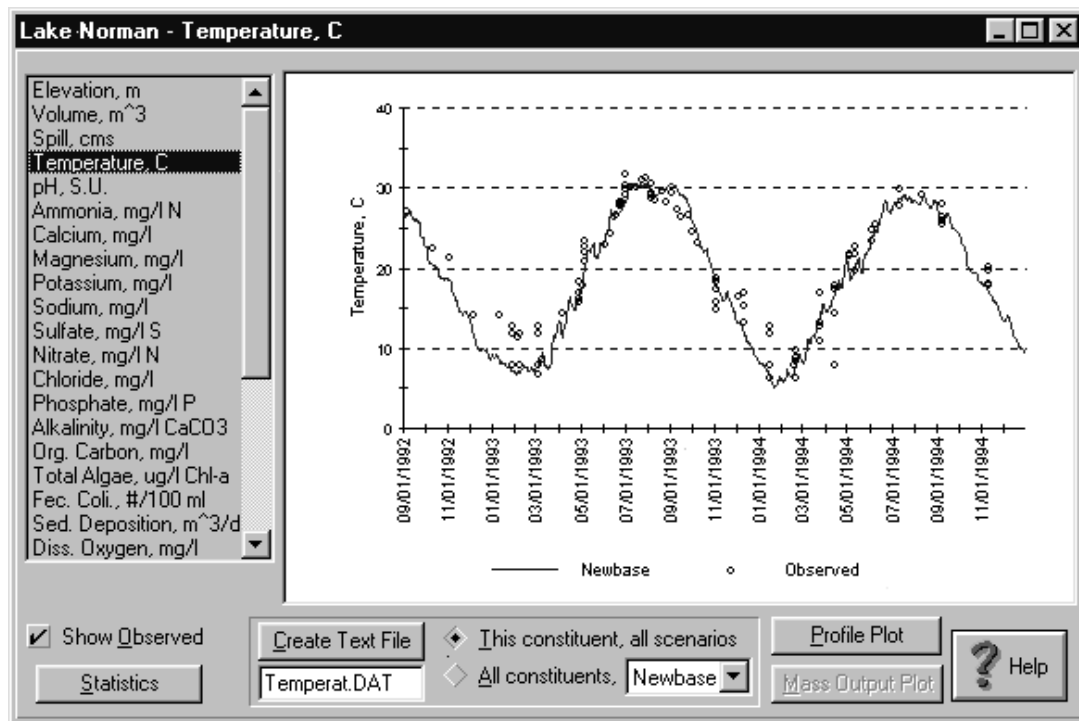 Lake Norman - Temperature, C
Elevation, m
Volume, m^3
Spill, cms
Temperature, C
pH, S.U.
Ammonia, mg/l N
Calcium, mg/l
Magnesium, mg/l
Potassium, mg/l
Sodium, mg/l
Sulfate, mg/l S
Nitrate, mg/l N
Chloride, mg/l
Phosphate, mg/l P
Alkalinity, mg/l CaCO3
Org. Carbon, mg/l
Total Algae, ug/l Chl-a
Fec. Coli., #/100 ml
Sed. Deposition, m^3/d
Diss. Oxygen, mg/l
Temperature, C
40
30
20
10
0
09/01/1992
11/01/1992
01/01/1993
03/01/1993
05/01/1993
07/01/1993
09/01/1993
11/01/1993
01/01/1994
03/01/1994
05/01/1994
07/01/1994
09/01/1994
11/01/1994
Newbase
Observed
Show Observed
Statistics
Create Text File
Temperat.DAT
This constituent, all scenarios
All constituents,
Newbase
Profile Plot
Mass Output Plot
? Help